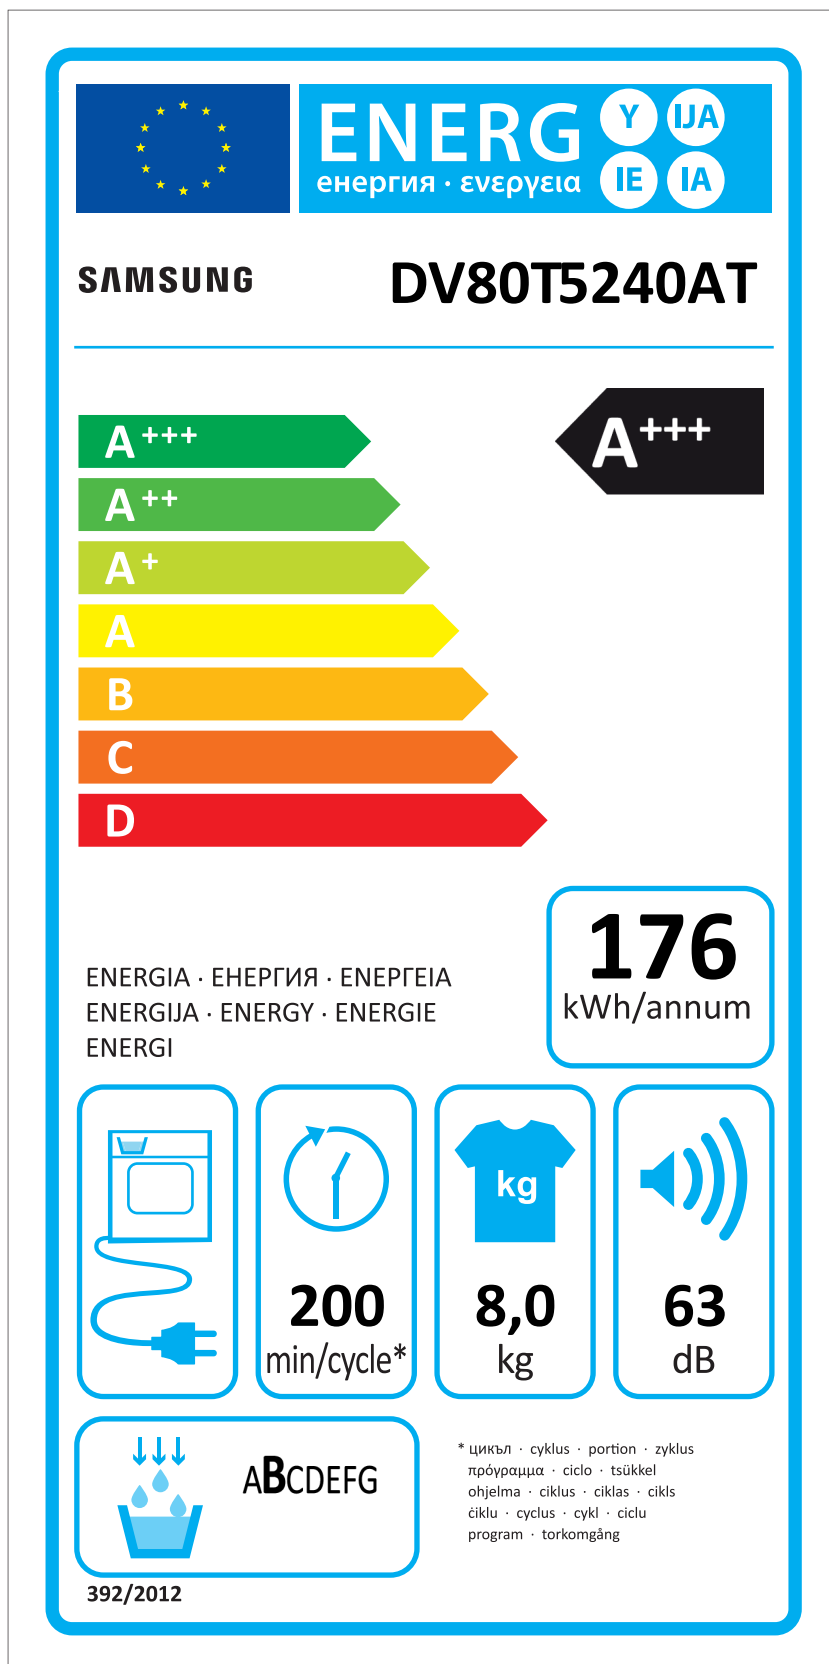 ENERG Y IJA
енергия · ενεργεια IE IA
SAMSUNG DV80T5240AT
A+++ A+++
A++
A+
A
B
C
D
176
kWh/annum
ENERGIA · ЕНЕРГИЯ · ΕΝΕΡΓΕΙΑ
ENERGIJA · ENERGY · ENERGIE
ENERGI
kg
200 8,0 63
min/cycle* kg dB
ABCDEFG
* цикъл · cyklus · portion · zyklus
πρόγραμμα · ciclo · tsükkel
ohjelma · ciklus · ciklas · cikls
ċiklu · cyclus · cykl · ciclu
program · torkomgång
392/2012